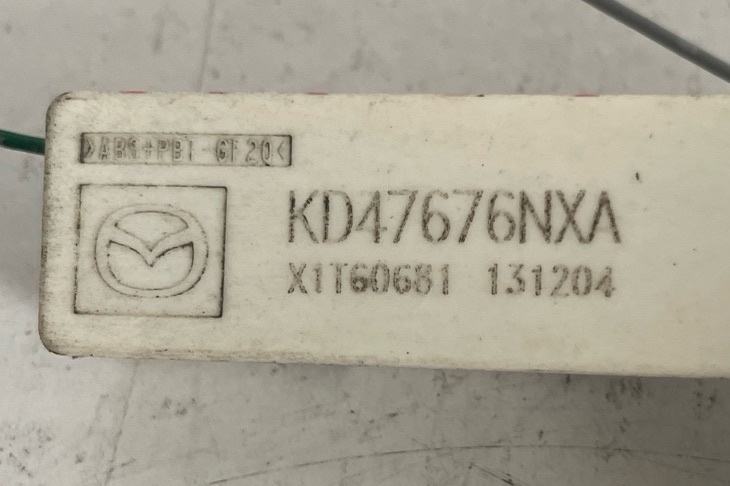 >ABS+PBT-GF20<
KD47676NXA
X1T60681 131204